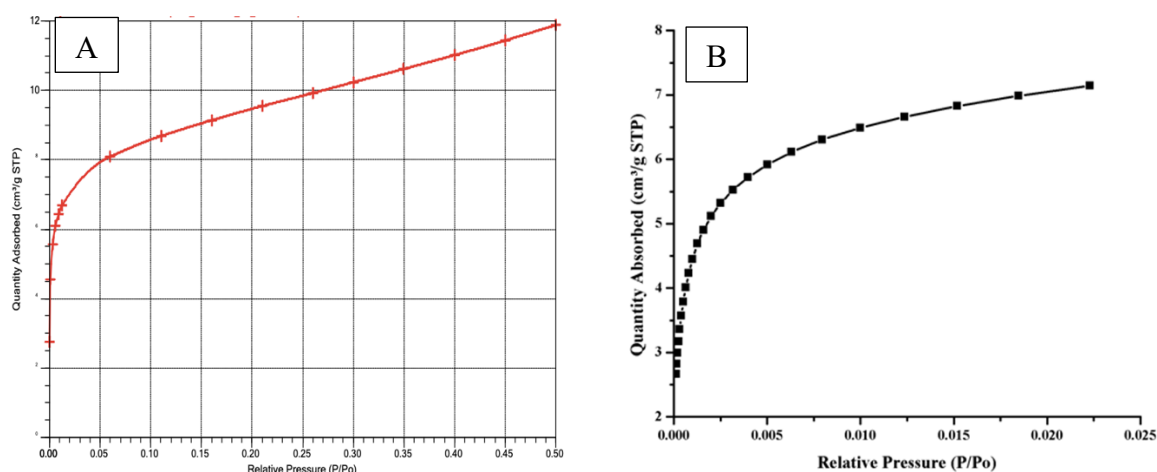 A
12
10
8
6
4
2
0
Quantity Adsorbed (cm³/g STP)
0.00 0.05 0.10 0.15 0.20 0.25 0.30 0.35 0.40 0.45 0.50
Relative Pressure (P/Po)
B
8
7
6
5
4
3
2
Quantity Absorbed (cm³/g STP)
0.000 0.005 0.010 0.015 0.020 0.025
Relative Pressure (P/Po)